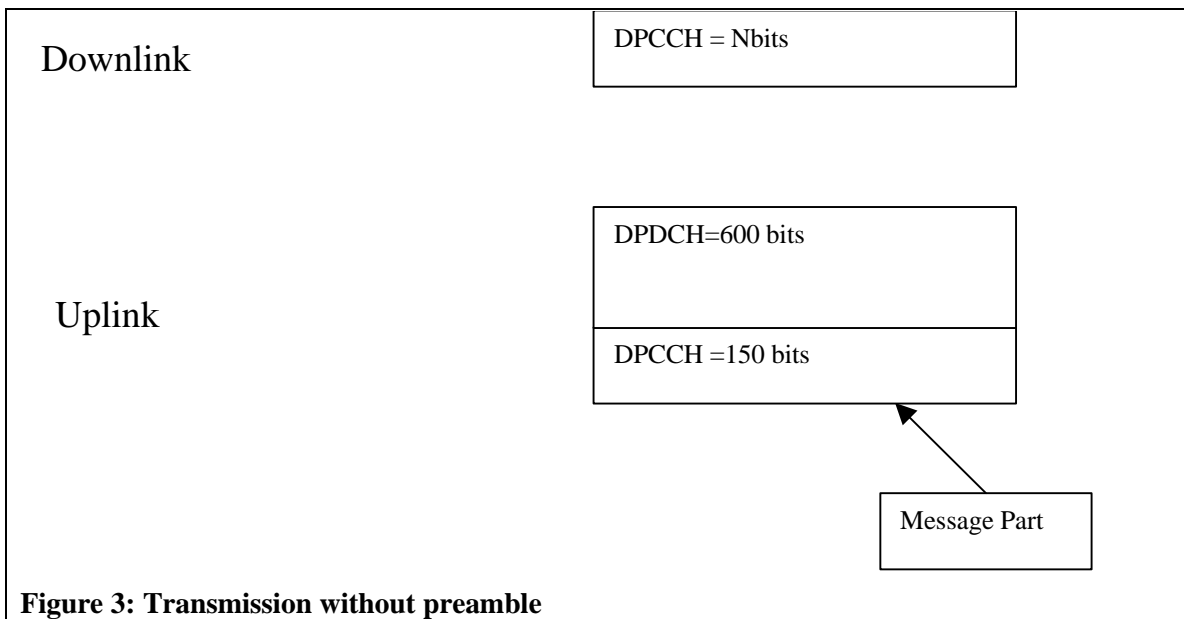 Downlink
DPCCH = Nbits
Uplink
DPDCH=600 bits
DPCCH =150 bits
Message Part
Figure 3: Transmission without preamble